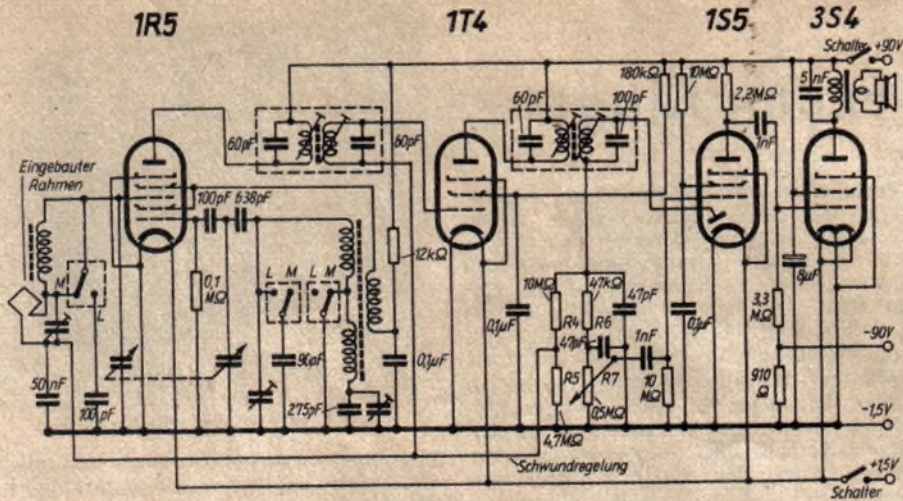 1R5 1T4 1S5 3S4
Schalter +90V
5nF
180kΩ 10MΩ
2,2MΩ
1nF
60pF 60pF
60pF 100pF
Eingebauter
Rahmen
100pF 638pF
12kΩ
8µF
M
L
L M L M
0,1
MΩ
10MΩ 47kΩ
R4 R6 47pF
0,1µF
0,1µF
3,3
MΩ
47pF 1nF
-90V
50nF
100pF
90pF
0,1µF
R5 R7
10
MΩ
910
Ω
275pF
0,5MΩ
4,7MΩ
-1,5V
Schwundregelung
+1,5V
Schalter